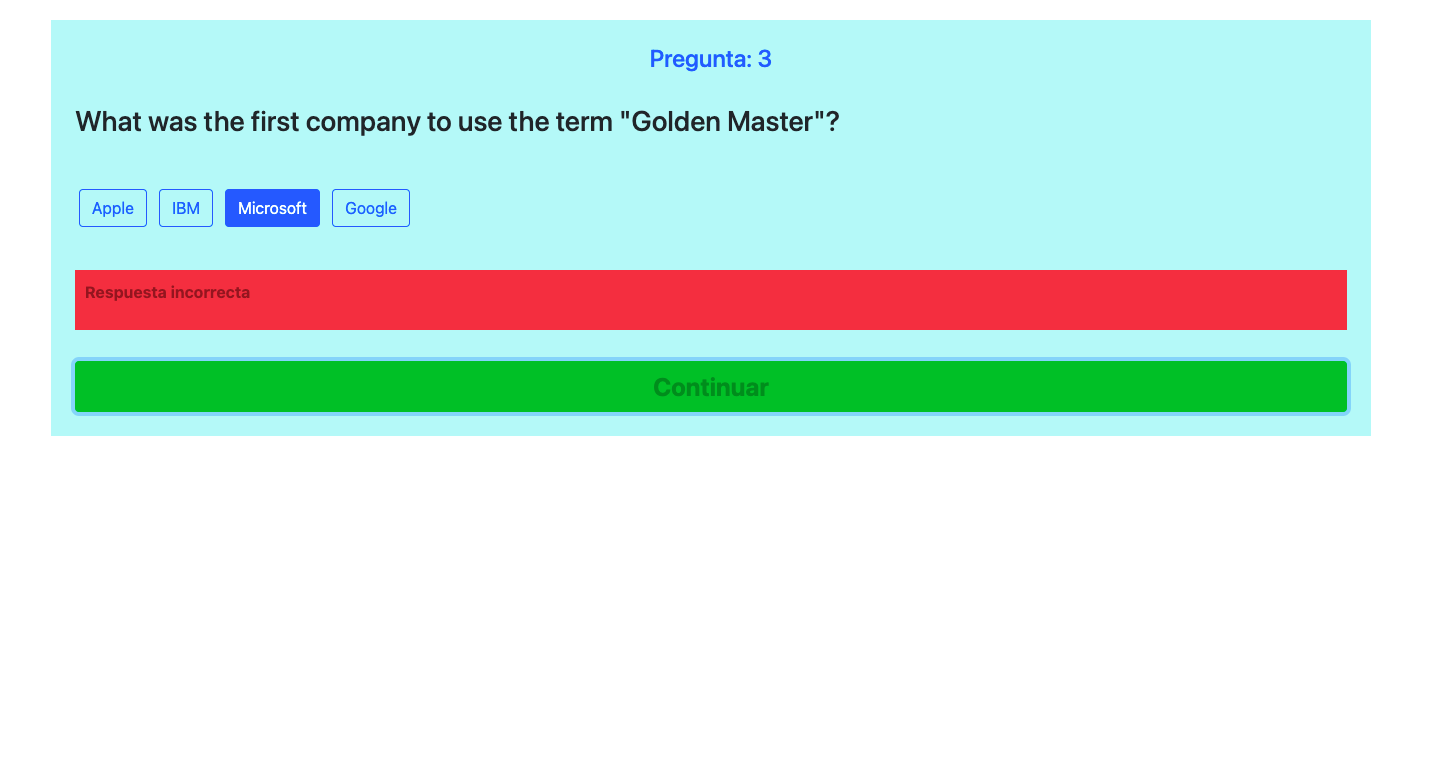 Pregunta: 3
What was the first company to use the term "Golden Master"?
Apple IBM Microsoft Google
Respuesta incorrecta
Continuar